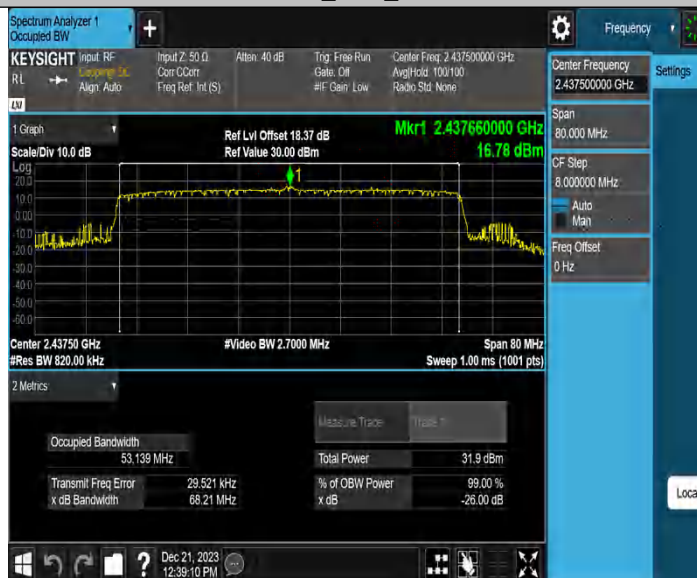 Spectrum Analyzer 1
Occupied BW
Frequency
KEYSIGHT
Input: RF
Input Z: 50 Ω
Atten: 40 dB
Trig: Free Run
Center Freq: 2.437500000 GHz
RL
Coupling: DC
Corr CCorr
Gate: Off
Avg|Hold: 100/100
Align: Auto
Freq Ref: Int (S)
#IF Gain: Low
Radio Std: None
LXI
Center Frequency
2.437500000 GHz
Settings
Span
80.000 MHz
CF Step
8.000000 MHz
Auto
Man
Freq Offset
0 Hz
1 Graph
Ref Lvl Offset 18.37 dB
Mkr1 2.437660000 GHz
Scale/Div 10.0 dB
Ref Value 30.00 dBm
16.78 dBm
Log
1
20.0
10.0
0.00
-10.0
-20.0
-30.0
-40.0
-50.0
-60.0
Center 2.43750 GHz
#Video BW 2.7000 MHz
Span 80 MHz
#Res BW 820.00 kHz
Sweep 1.00 ms (1001 pts)
2 Metrics
Measure Trace
Trace 1
Occupied Bandwidth
53.139 MHz
Total Power
31.9 dBm
Transmit Freq Error
29.521 kHz
% of OBW Power
99.00 %
x dB Bandwidth
68.21 MHz
x dB
-26.00 dB
Loca
?
Dec 21, 2023
12:39:10 PM